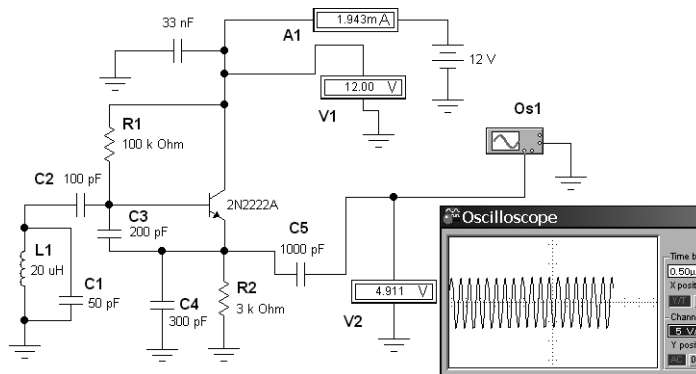 33 nF
A1
1.943m A
12 V
12.00 V
V1
Os1
R1
100 k Ohm
C2
100 pF
2N2222A
C3
200 pF
C5
1000 pF
L1
20 uH
C1
50 pF
C4
300 pF
R2
3 k Ohm
4.911 V
V2
Oscilloscope
Time b
0.50µ
X posit
Y/T
Chann
5 V/
Y posit
AC